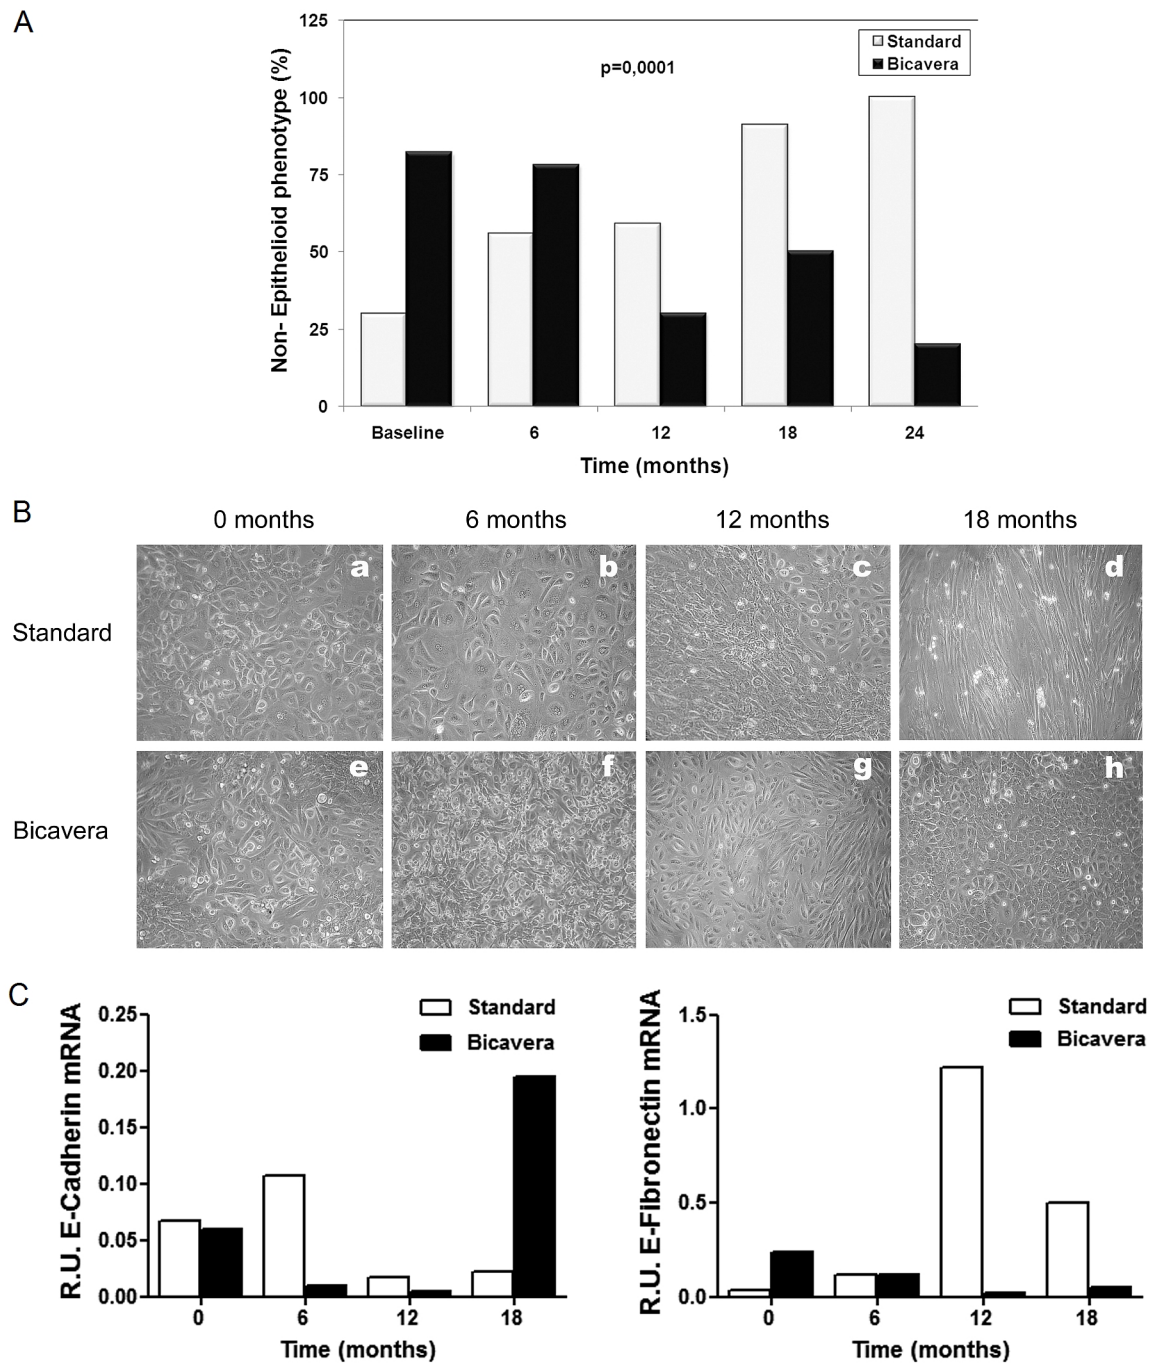 A
Non- Epithelioid phenotype (%)
125
100
75
50
25
0
p=0,0001
Standard
Bicavera
Baseline 6 12 18 24
Time (months)
B
0 months 6 months 12 months 18 months
Standard
a b c d
Bicavera
e f g h
C
R.U. E-Cadherin mRNA
0.25
0.20
0.15
0.10
0.05
0.00
Standard
Bicavera
0 6 12 18
Time (months)
R.U. E-Fibronectin mRNA
1.5
1.0
0.5
0.0
Standard
Bicavera
0 6 12 18
Time (months)